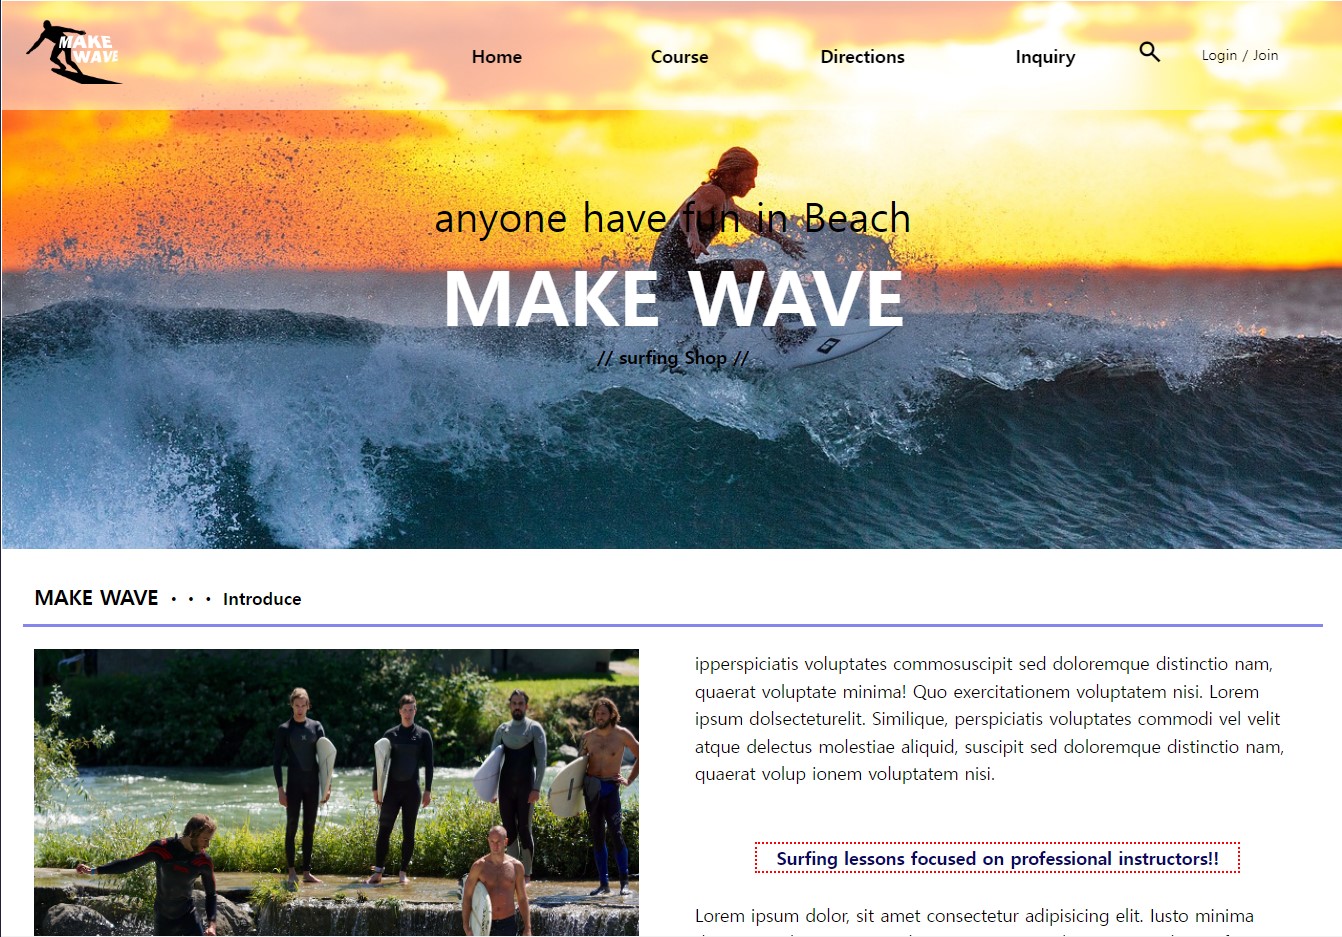 MAKE
WAVE
Home Course Directions Inquiry Login / Join
anyone have fun in Beach
MAKE WAVE
// surfing Shop //
MAKE WAVE • • • Introduce
ipperspiciatis voluptates commosuscipit sed doloremque distinctio nam,
quaerat voluptate minima! Quo exercitationem voluptatem nisi. Lorem
ipsum dolsecteturelit. Similique, perspiciatis voluptates commodi vel velit
atque delectus molestiae aliquid, suscipit sed doloremque distinctio nam,
quaerat volup ionem voluptatem nisi.
Surfing lessons focused on professional instructors!!
Lorem ipsum dolor, sit amet consectetur adipisicing elit. Iusto minima